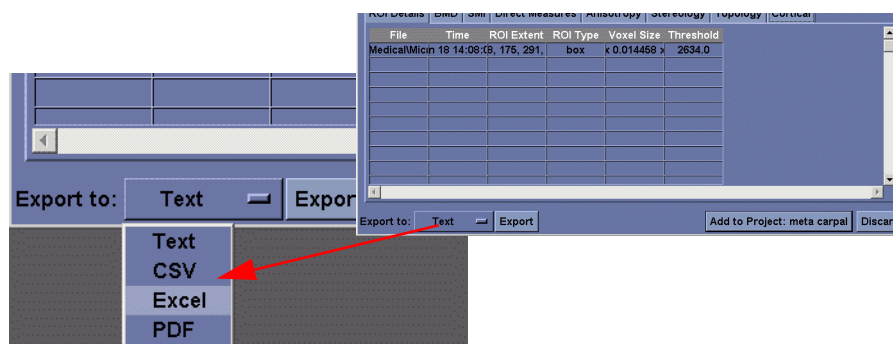 ROI Details BMD SMI Direct Measures Anisotropy Stereology Topology Cortical
File Time ROI Extent ROI Type Voxel Size Threshold
Medical\Micr n 18 14:08:0 8, 175, 291, box x 0.014458 x 2634.0
Export to: Text Export Add to Project: meta carpal Discar
Export to: Text Expor
Text
CSV
Excel
PDF